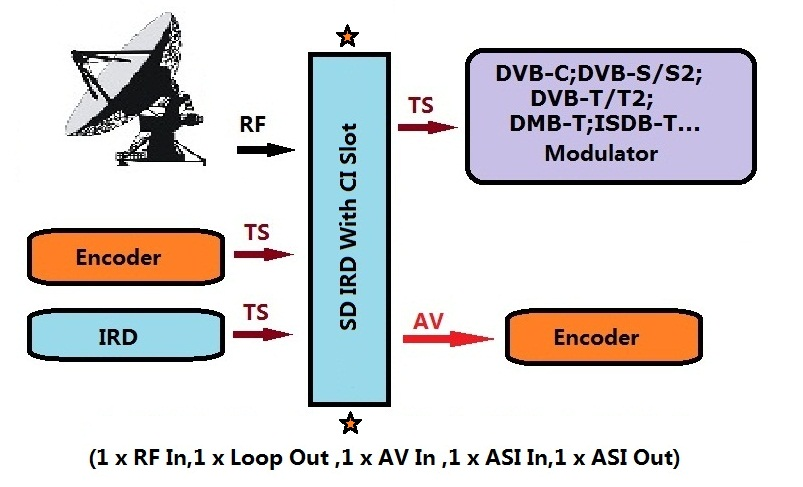 RF
SD IRD With CI Slot
TS
DVB-C;DVB-S/S2;
DVB-T/T2;
DMB-T;ISDB-T...
Modulator
TS
Encoder
TS
IRD
AV
Encoder
(1 x RF In,1 x Loop Out ,1 x AV In ,1 x ASI In,1 x ASI Out)